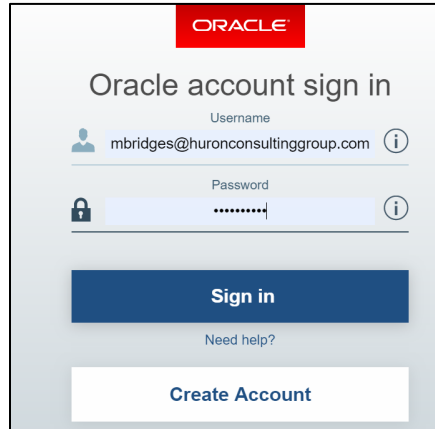 ORACLE
Oracle account sign in
Username
mbridges@huronconsultinggroup.com
Password
••••••••••
Sign in
Need help?
Create Account